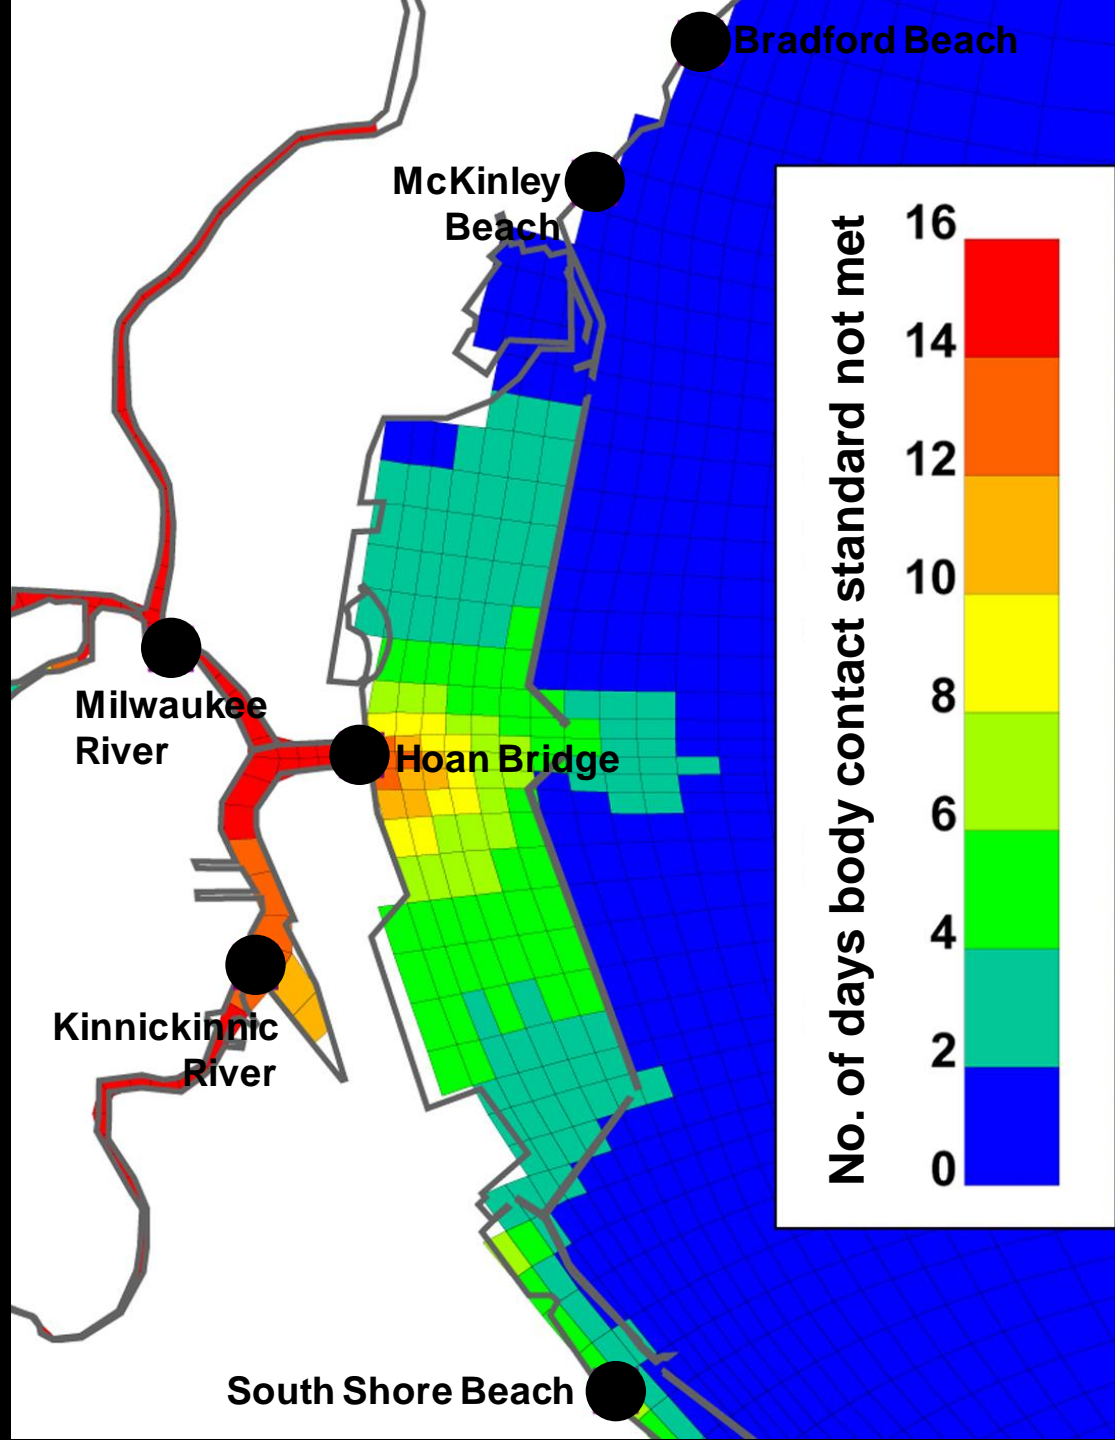 Bradford Beach
McKinley
Beach
No. of days body contact standard not met
16
14
12
10
8
6
4
2
0
Milwaukee
River
Hoan Bridge
Kinnickinnic
River
South Shore Beach